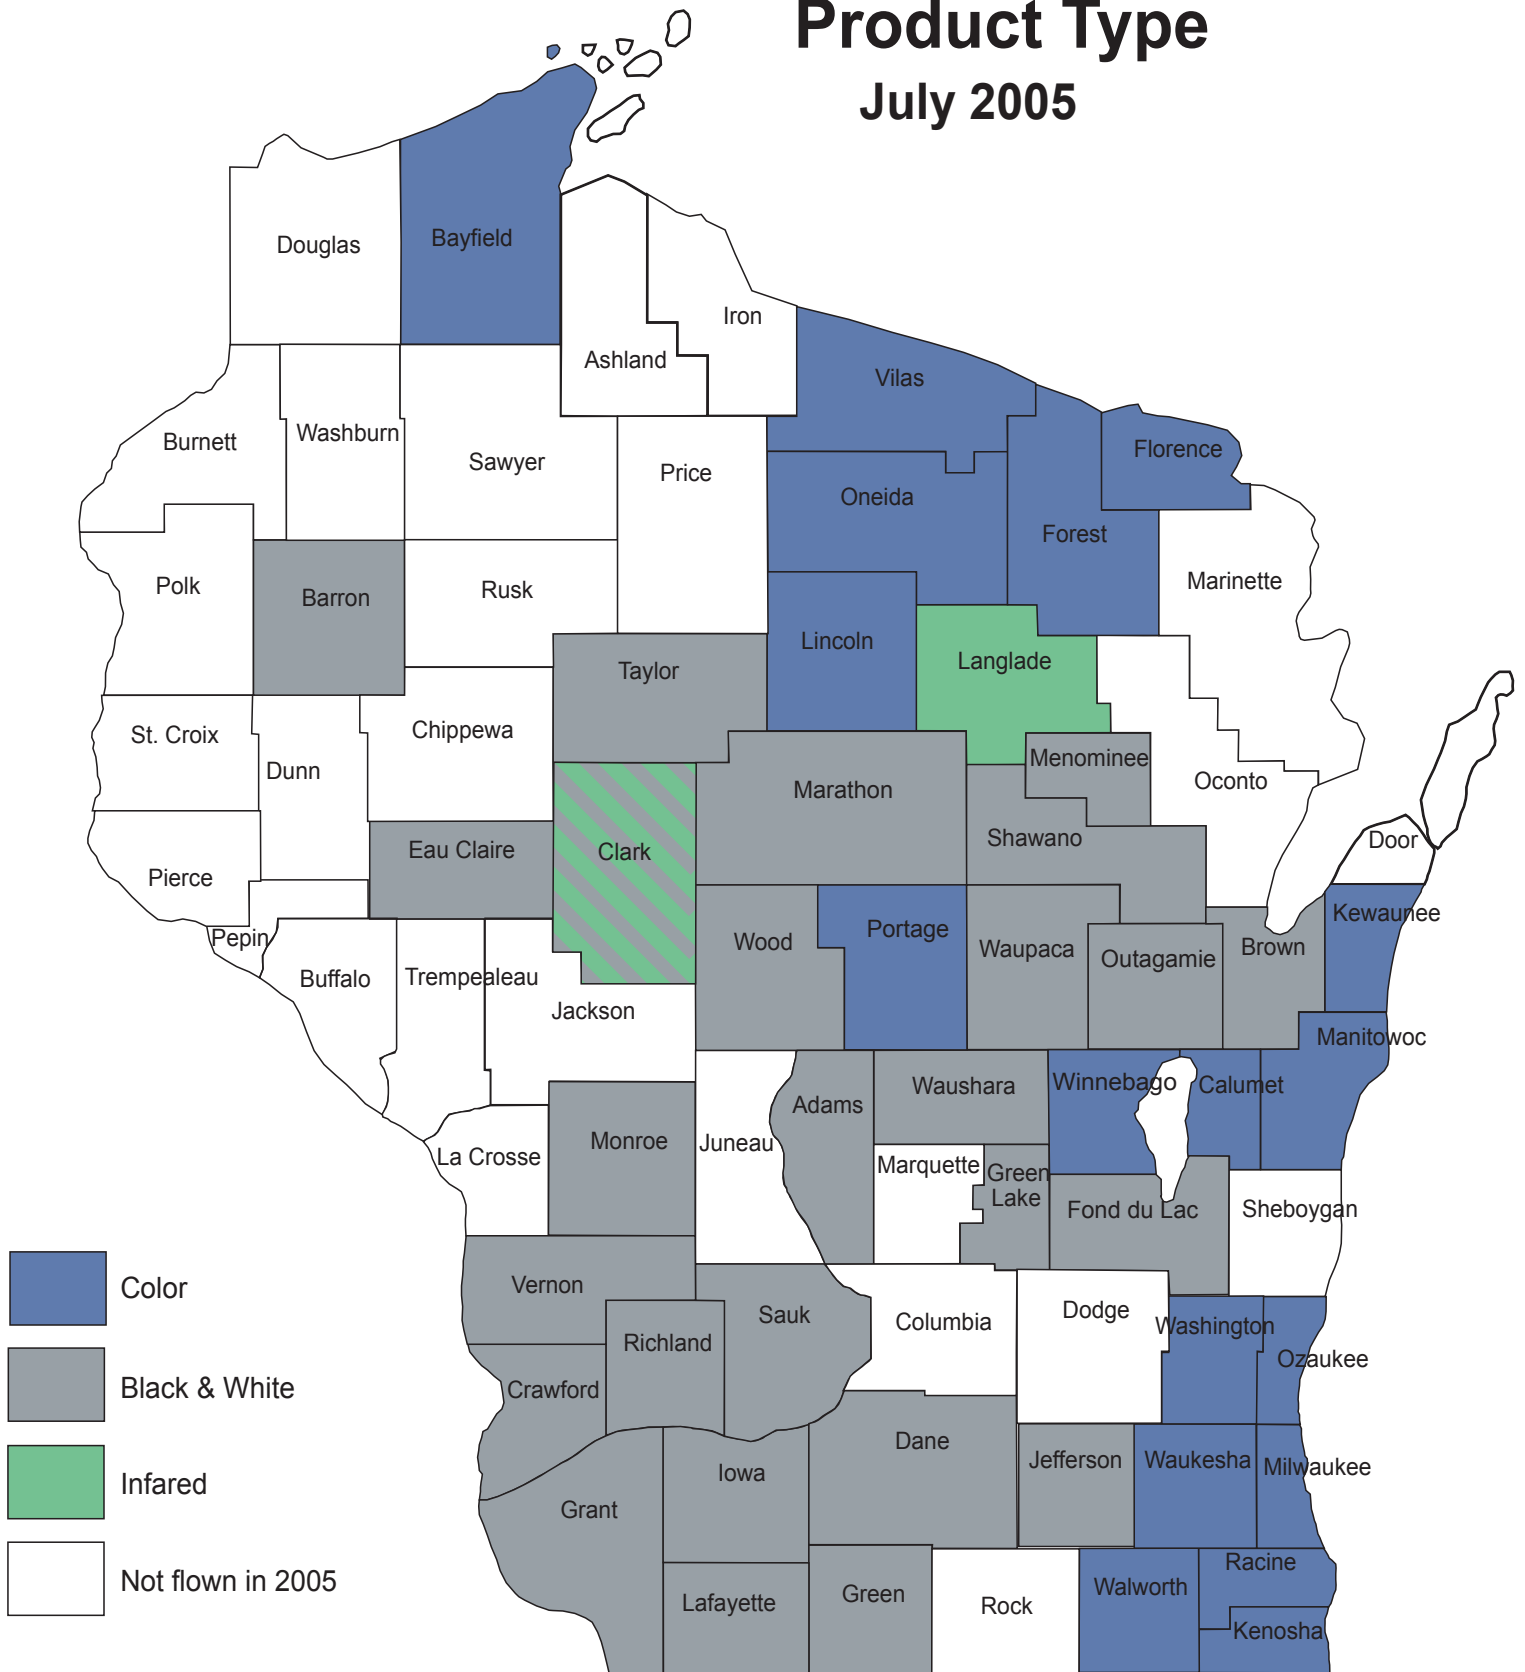 Product Type
July 2005
Douglas
Bayfield
Iron
Ashland
Vilas
Burnett
Washburn
Sawyer
Price
Florence
Oneida
Forest
Polk
Barron
Rusk
Marinette
Lincoln
Langlade
Taylor
St. Croix
Chippewa
Dunn
Menominee
Marathon
Oconto
Shawano
Door
Eau Claire
Clark
Pierce
Kewaunee
Portage
Pepin
Wood
Waupaca
Outagamie
Brown
Buffalo
Trempealeau
Jackson
Manitowoc
Winnebago
Calumet
Waushara
Adams
Monroe
Juneau
La Crosse
Marquette
Green
Lake
Fond du Lac
Sheboygan
Vernon
Color
Sauk
Columbia
Dodge
Washington
Richland
Ozaukee
Crawford
Black & White
Dane
Jefferson
Waukesha
Milwaukee
Iowa
Infared
Grant
Racine
Not flown in 2005
Walworth
Green
Lafayette
Rock
Kenosha